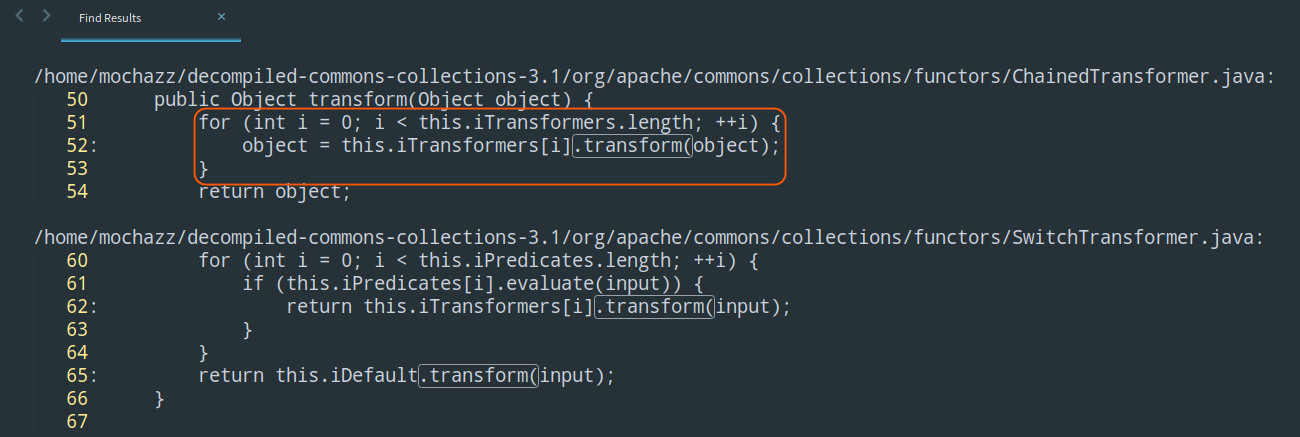 Find Results ×
/home/mochazz/decompiled-commons-collections-3.1/org/apache/commons/collections/functors/ChainedTransformer.java:
50     public Object transform(Object object) {
51         for (int i = 0; i < this.iTransformers.length; ++i) {
52:             object = this.iTransformers[i].transform(object);
53         }
54         return object;
/home/mochazz/decompiled-commons-collections-3.1/org/apache/commons/collections/functors/SwitchTransformer.java:
60         for (int i = 0; i < this.iPredicates.length; ++i) {
61             if (this.iPredicates[i].evaluate(input)) {
62:                 return this.iTransformers[i].transform(input);
63             }
64         }
65:         return this.iDefault.transform(input);
66     }
67